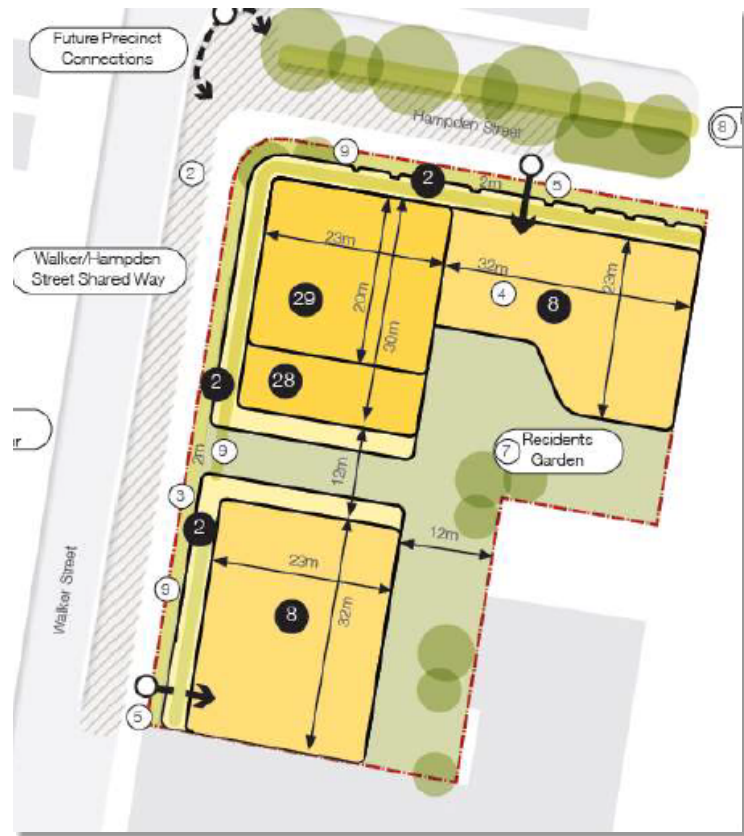 Future Precinct
Connections
Hampden Street
8
9
2
2
2m
5
Walker/Hampden
Street Shared Way
23m
32m
23m
4
8
29
20m
30m
28
2
ur
2m
9
12m
7
Residents
Garden
3
2
12m
Walker Street
9
23m
8
32m
5